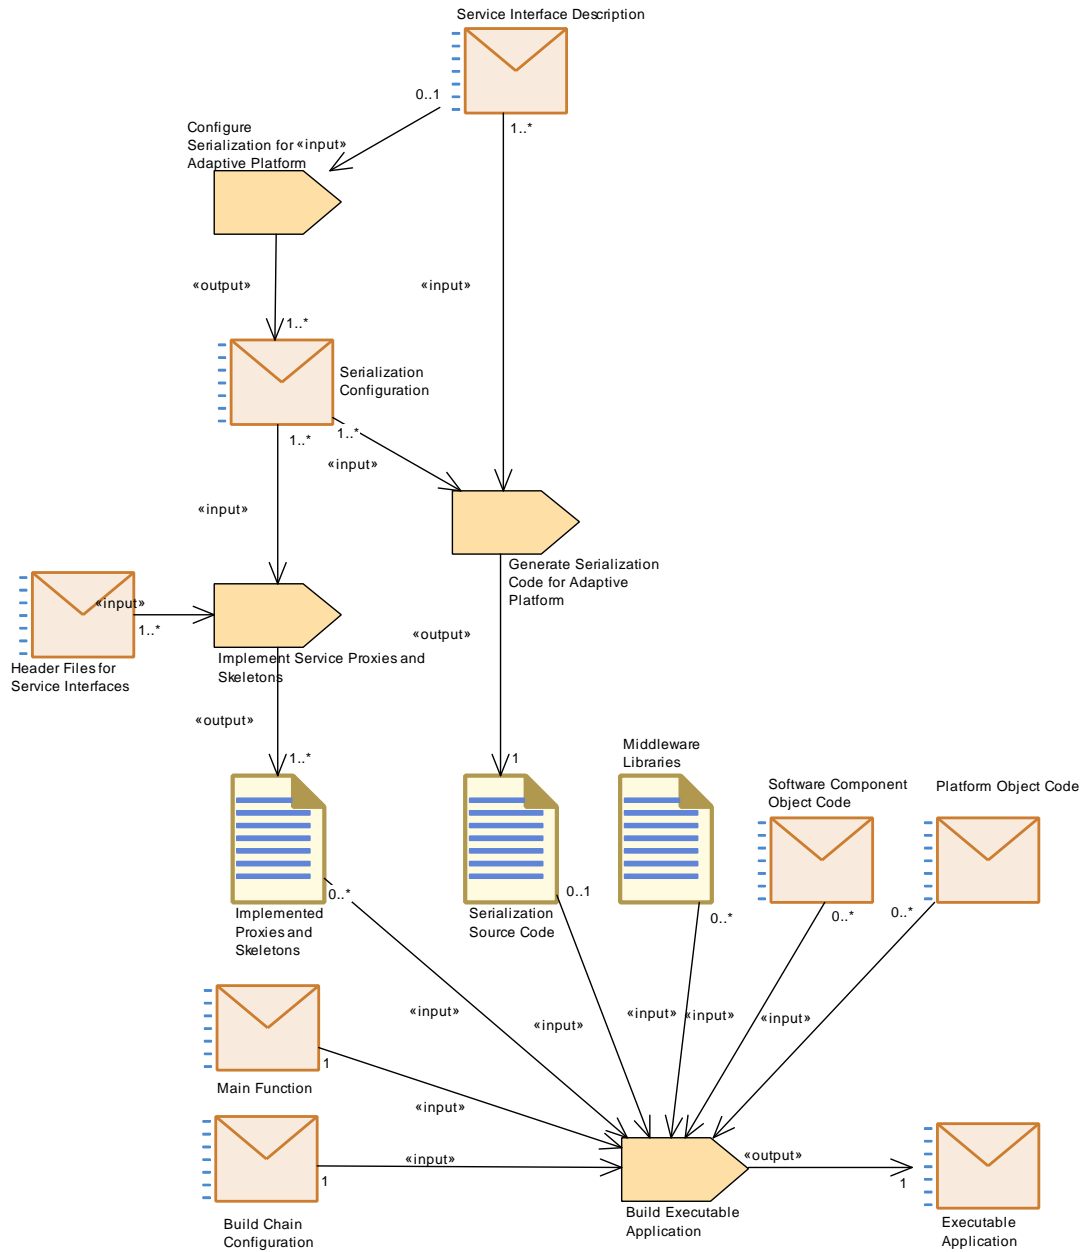 Service Interface Description
0..1
1..*
Configure
Serialization for
Adaptive Platform
«input»
«output»
«input»
1..*
Serialization
Configuration
1..*
1..*
«input»
«input»
Generate Serialization
Code for Adaptive
Platform
«input»
1..*
Header Files for
Service Interfaces
Implement Service Proxies and
Skeletons
«output»
«output»
1..*
1
Middleware
Libraries
Software Component
Object Code
Platform Object Code
0..*
0..1
0..*
0..*
0..*
Implemented
Proxies and
Skeletons
Serialization
Source Code
«input»
«input»
«input»
«input»
«input»
1
Main Function
«input»
«input»
1
«output»
1
Build Chain
Configuration
Build Executable
Application
Executable
Application